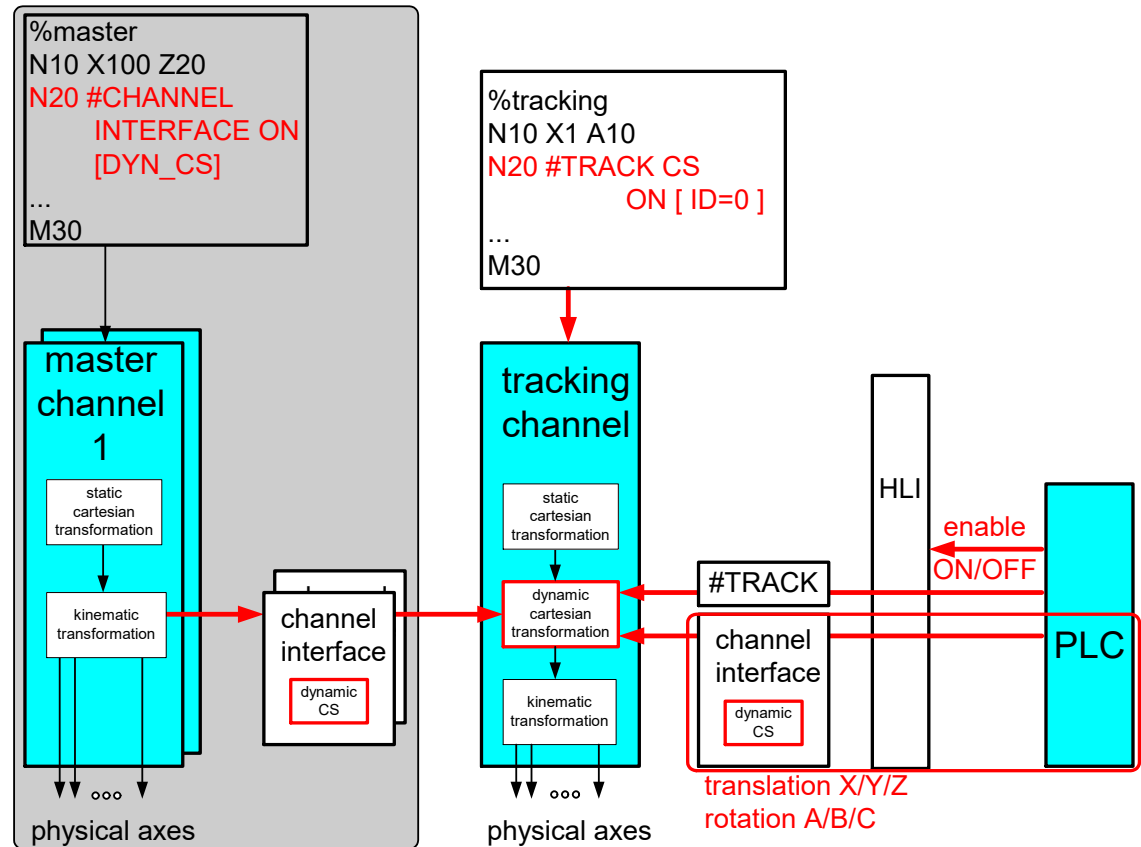 %master
N10 X100 Z20
N20 #CHANNEL
INTERFACE ON
[DYN_CS]
...
M30
%tracking
N10 X1 A10
N20 #TRACK CS
ON [ ID=0 ]
...
M30
master
channel
1
static
cartesian
transformation
kinematic
transformation
physical axes
channel
interface
dynamic
CS
tracking
channel
static
cartesian
transformation
dynamic
cartesian
transformation
kinematic
transformation
physical axes
#TRACK
channel
interface
dynamic
CS
translation X/Y/Z
rotation A/B/C
HLI
enable
ON/OFF
PLC